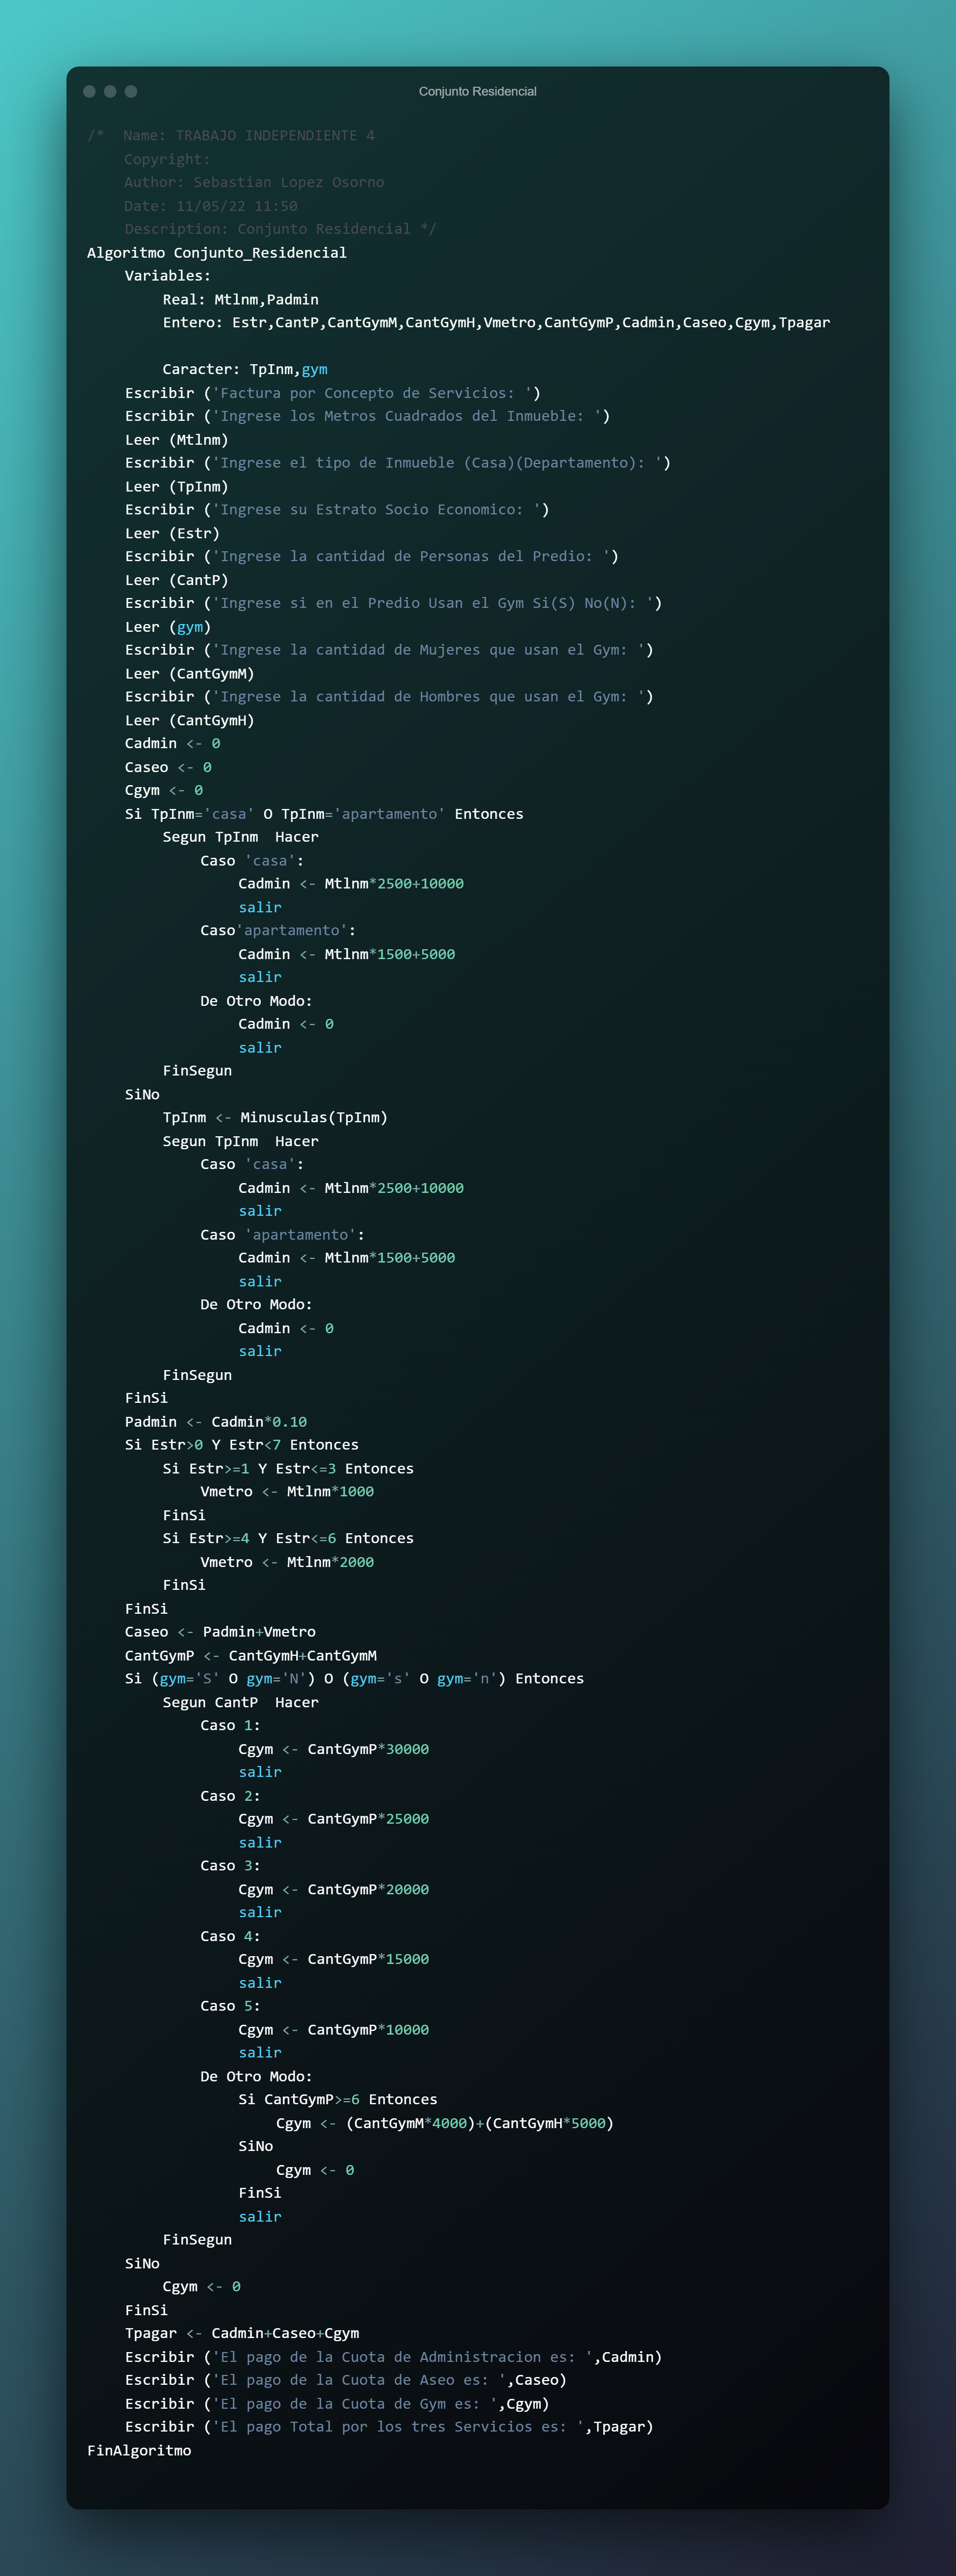 Conjunto Residencial
/*  Name: TRABAJO INDEPENDIENTE 4
Copyright:
Author: Sebastian Lopez Osorno
Date: 11/05/22 11:50
Description: Conjunto Residencial */
Algoritmo Conjunto_Residencial
Variables:
Real: Mtlnm,Padmin
Entero: Estr,CantP,CantGymM,CantGymH,Vmetro,CantGymP,Cadmin,Caseo,Cgym,Tpagar
Caracter: TpInm,gym
Escribir ('Factura por Concepto de Servicios: ')
Escribir ('Ingrese los Metros Cuadrados del Inmueble: ')
Leer (Mtlnm)
Escribir ('Ingrese el tipo de Inmueble (Casa)(Departamento): ')
Leer (TpInm)
Escribir ('Ingrese su Estrato Socio Economico: ')
Leer (Estr)
Escribir ('Ingrese la cantidad de Personas del Predio: ')
Leer (CantP)
Escribir ('Ingrese si en el Predio Usan el Gym Si(S) No(N): ')
Leer (gym)
Escribir ('Ingrese la cantidad de Mujeres que usan el Gym: ')
Leer (CantGymM)
Escribir ('Ingrese la cantidad de Hombres que usan el Gym: ')
Leer (CantGymH)
Cadmin <- 0
Caseo <- 0
Cgym <- 0
Si TpInm='casa' O TpInm='apartamento' Entonces
Segun TpInm  Hacer
Caso 'casa':
Cadmin <- Mtlnm*2500+10000
salir
Caso'apartamento':
Cadmin <- Mtlnm*1500+5000
salir
De Otro Modo:
Cadmin <- 0
salir
FinSegun
SiNo
TpInm <- Minusculas(TpInm)
Segun TpInm  Hacer
Caso 'casa':
Cadmin <- Mtlnm*2500+10000
salir
Caso 'apartamento':
Cadmin <- Mtlnm*1500+5000
salir
De Otro Modo:
Cadmin <- 0
salir
FinSegun
FinSi
Padmin <- Cadmin*0.10
Si Estr>0 Y Estr<7 Entonces
Si Estr>=1 Y Estr<=3 Entonces
Vmetro <- Mtlnm*1000
FinSi
Si Estr>=4 Y Estr<=6 Entonces
Vmetro <- Mtlnm*2000
FinSi
FinSi
Caseo <- Padmin+Vmetro
CantGymP <- CantGymH+CantGymM
Si (gym='S' O gym='N') O (gym='s' O gym='n') Entonces
Segun CantP  Hacer
Caso 1:
Cgym <- CantGymP*30000
salir
Caso 2:
Cgym <- CantGymP*25000
salir
Caso 3:
Cgym <- CantGymP*20000
salir
Caso 4:
Cgym <- CantGymP*15000
salir
Caso 5:
Cgym <- CantGymP*10000
salir
De Otro Modo:
Si CantGymP>=6 Entonces
Cgym <- (CantGymM*4000)+(CantGymH*5000)
SiNo
Cgym <- 0
FinSi
salir
FinSegun
SiNo
Cgym <- 0
FinSi
Tpagar <- Cadmin+Caseo+Cgym
Escribir ('El pago de la Cuota de Administracion es: ',Cadmin)
Escribir ('El pago de la Cuota de Aseo es: ',Caseo)
Escribir ('El pago de la Cuota de Gym es: ',Cgym)
Escribir ('El pago Total por los tres Servicios es: ',Tpagar)
FinAlgoritmo